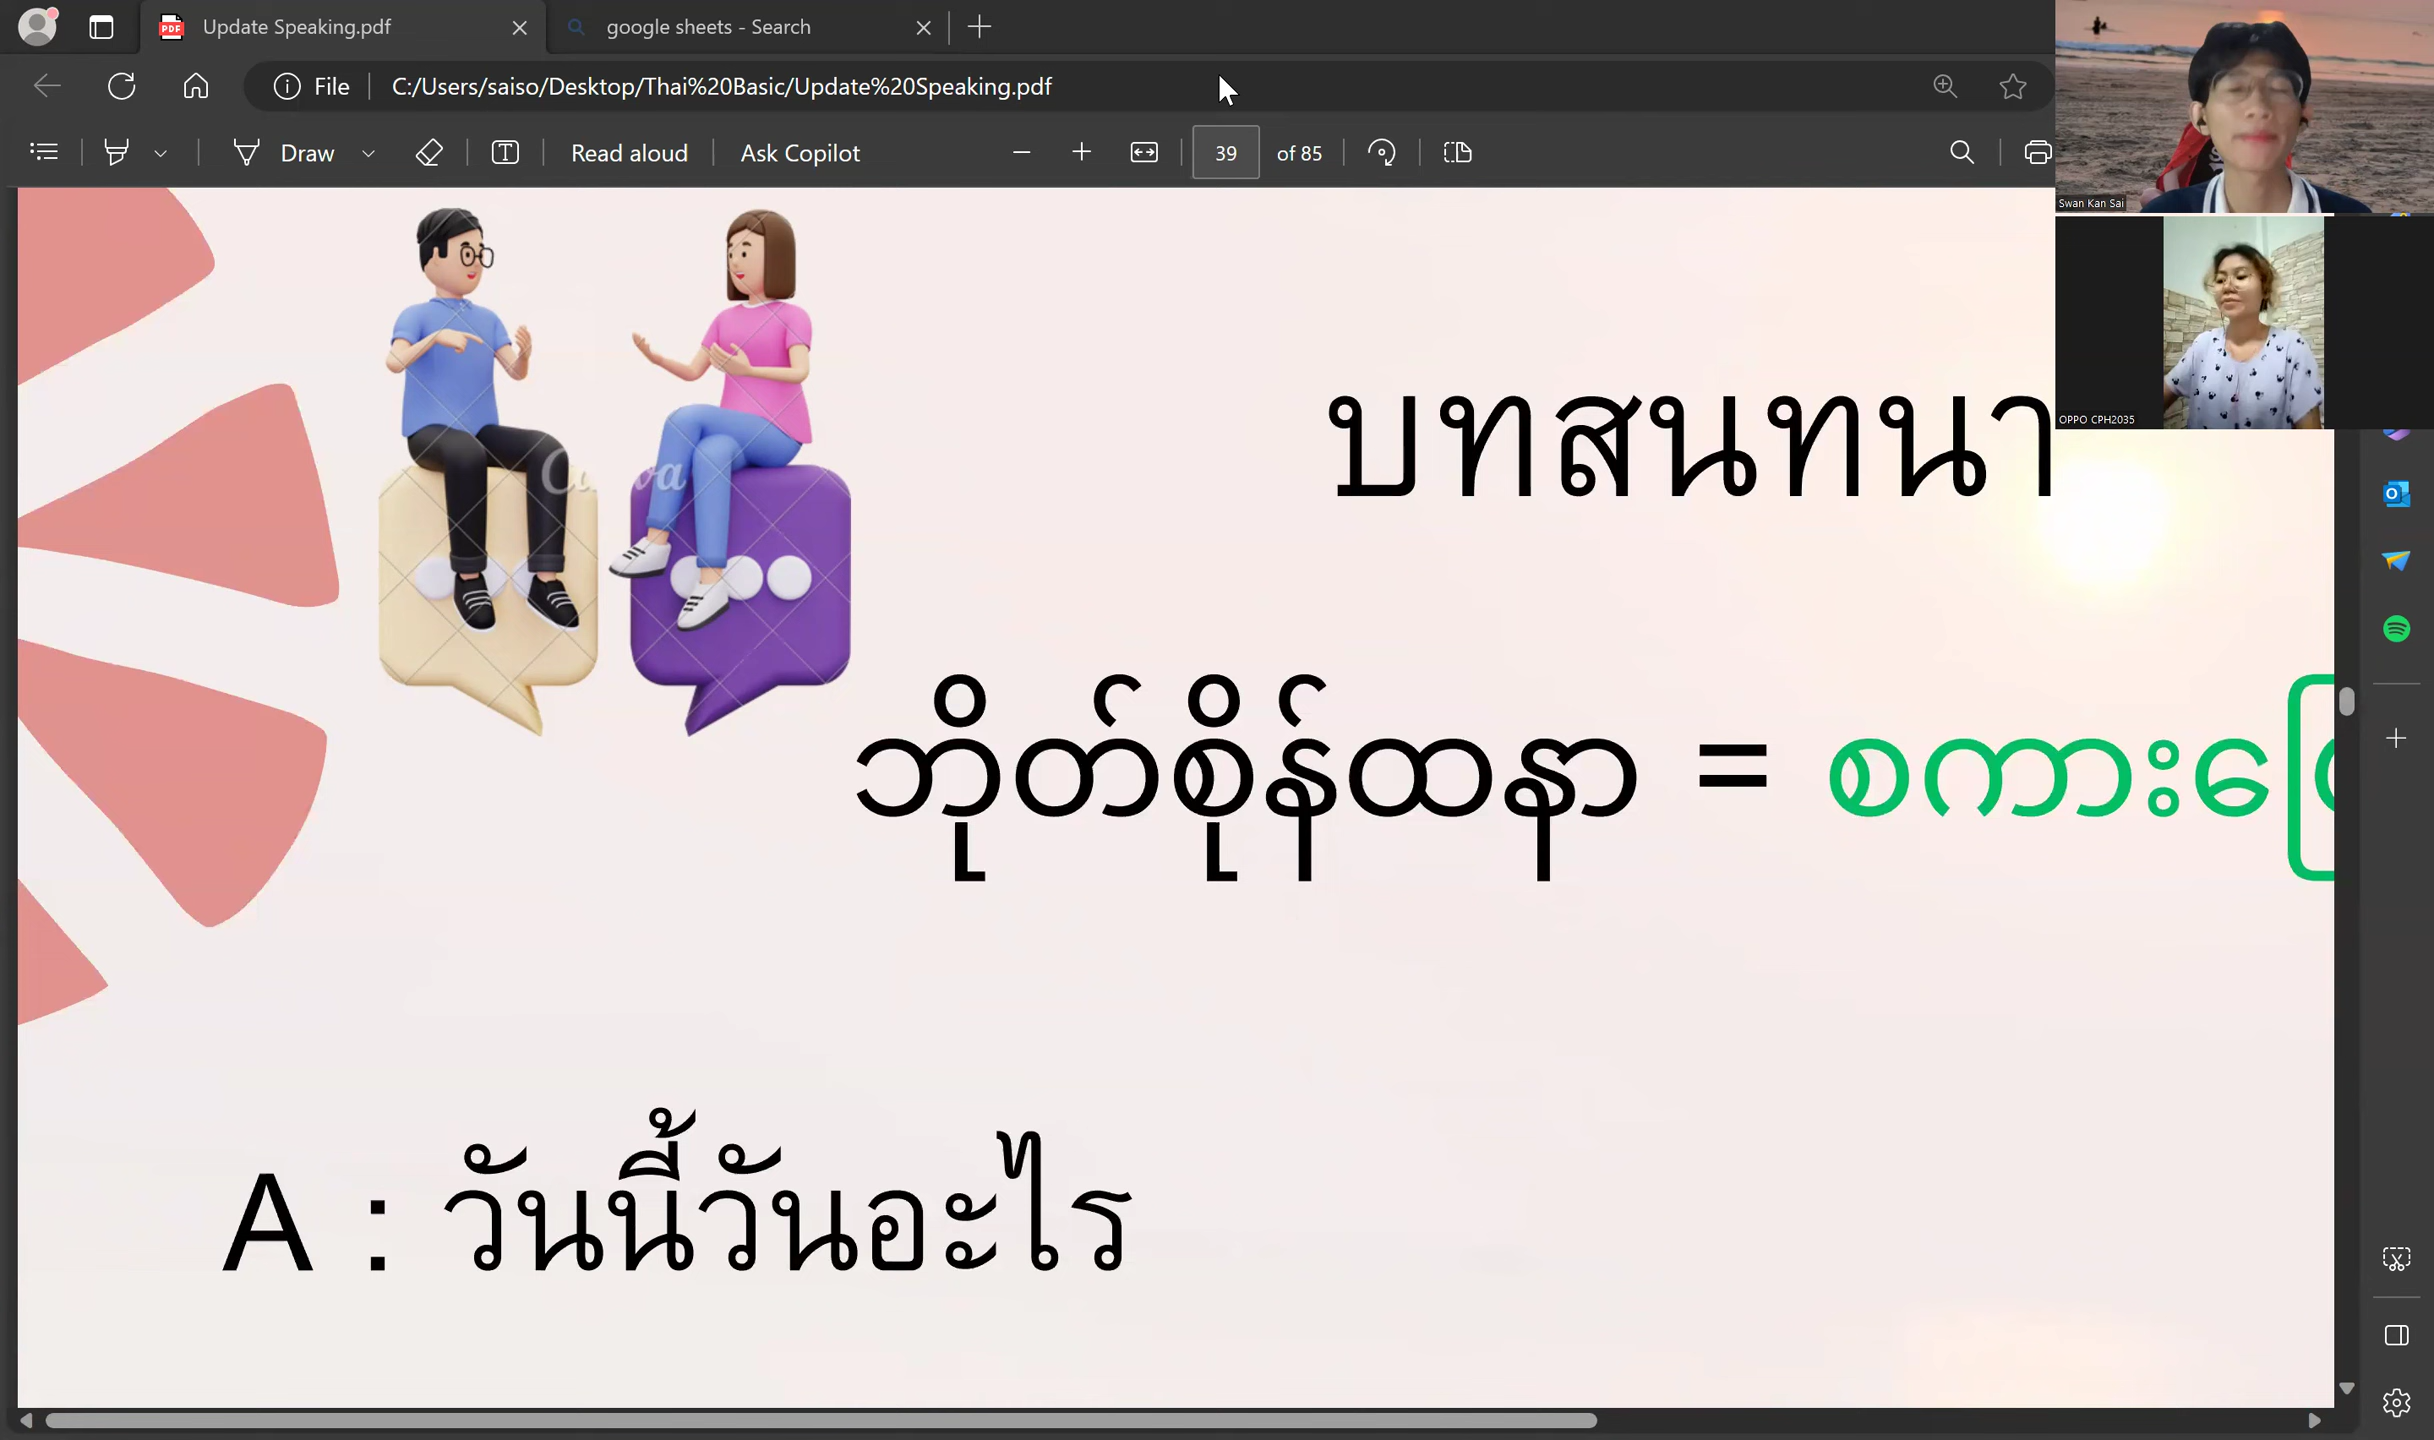 Update Speaking.pdf
google sheets - Search
File
C:/Users/saiso/Desktop/Thai%20Basic/Update%20Speaking.pdf
Draw
Read aloud
Ask Copilot
39 of 85
Swan Kan Sai
OPPO CPH2035
บทสนทนา
ဘိုတ်စိုန်ထနာ = စကားပြေ
A : วันนี้วันอะไร